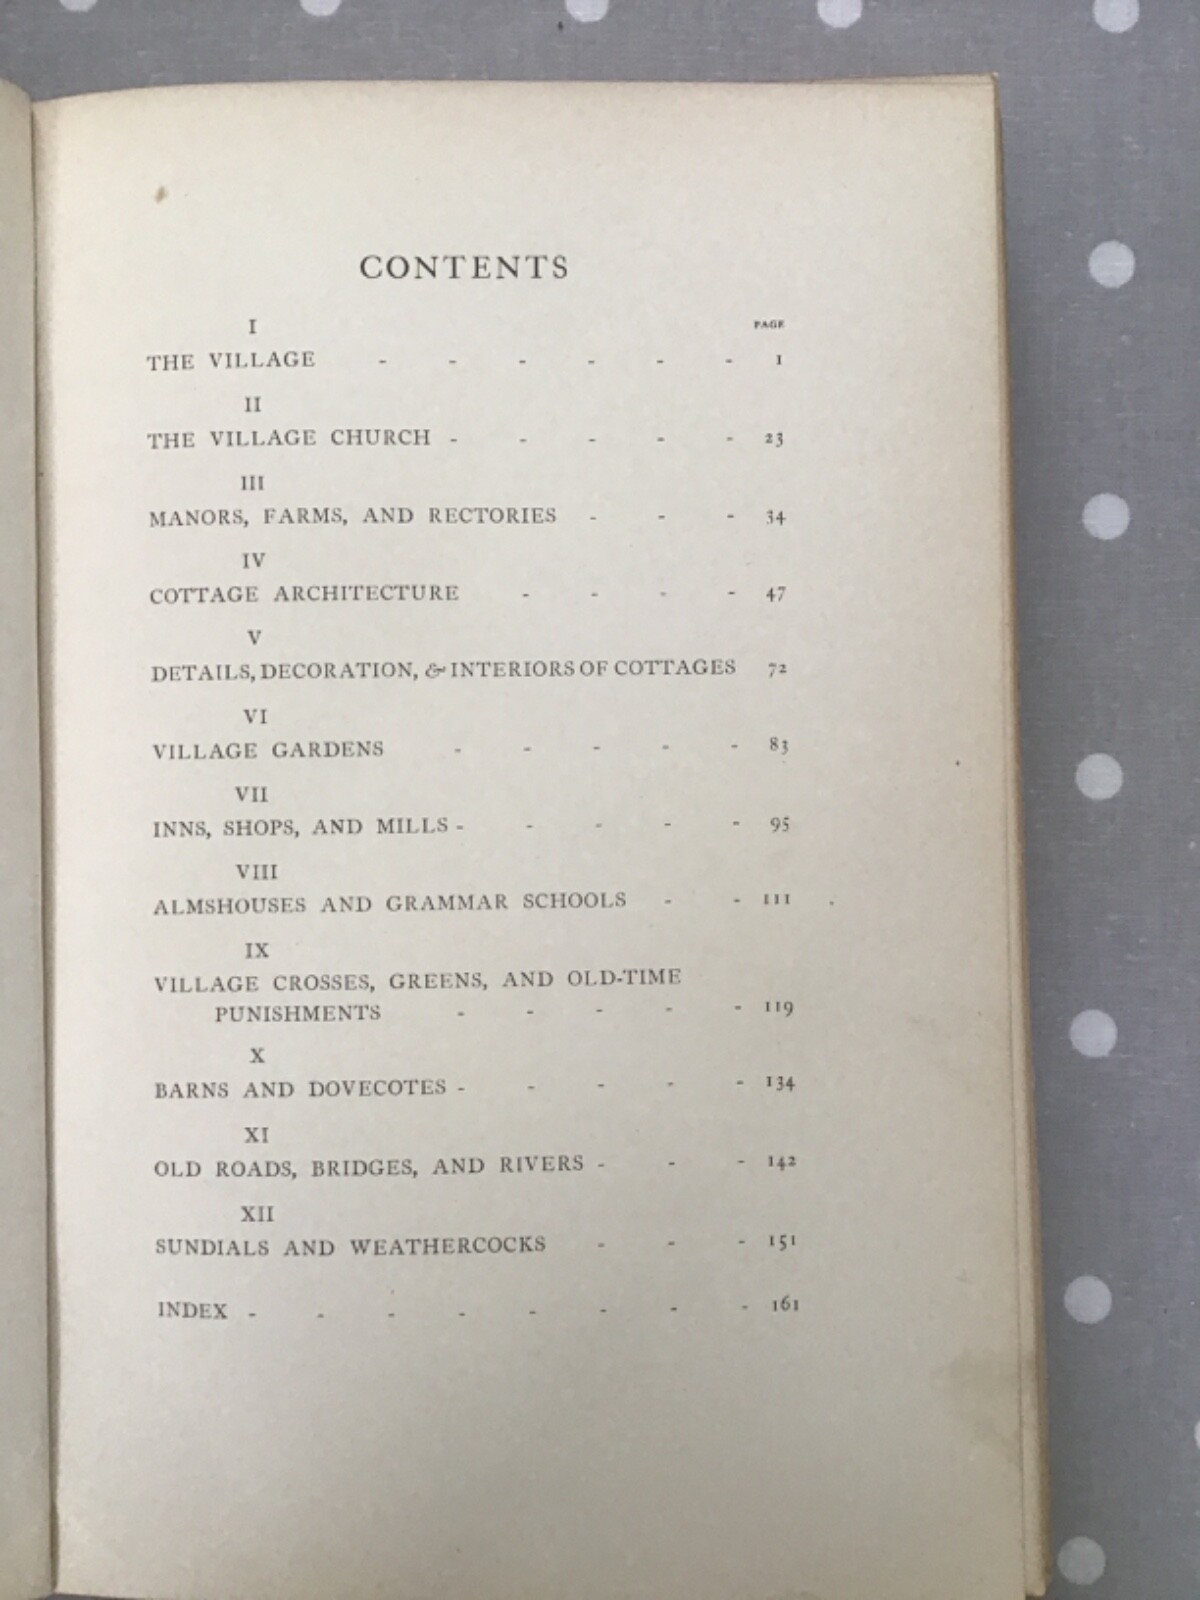 CONTENTS
I
PAGE
THE VILLAGE - - - - - - 1
II
THE VILLAGE CHURCH - - - - - 23
III
MANORS, FARMS, AND RECTORIES - - - 34
IV
COTTAGE ARCHITECTURE - - - - 47
V
DETAILS, DECORATION, & INTERIORS OF COTTAGES 72
VI
VILLAGE GARDENS - - - - - 83
VII
INNS, SHOPS, AND MILLS - - - - - 95
VIII
ALMSHOUSES AND GRAMMAR SCHOOLS - - 111
IX
VILLAGE CROSSES, GREENS, AND OLD-TIME
PUNISHMENTS - - - - - 119
X
BARNS AND DOVECOTES - - - - - 134
XI
OLD ROADS, BRIDGES, AND RIVERS - - - 142
XII
SUNDIALS AND WEATHERCOCKS - - - 151
INDEX - - - - - - - - 161